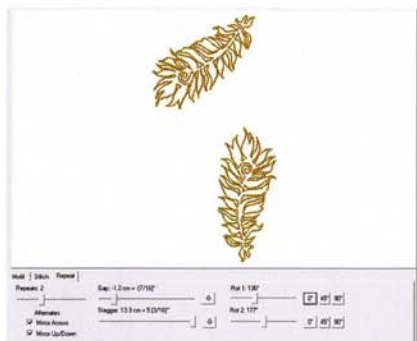 Motif Stitch Repeat
Repeats: 2 Gap: -1.2 cm = -(7/16)" Rot 1: 130°
0° 45° 90°
Alternates Stagger: 13.3 cm = 5 (3/16)" Rot 2: 177°
Mirror Across 0° 45° 90°
Mirror Up/Down